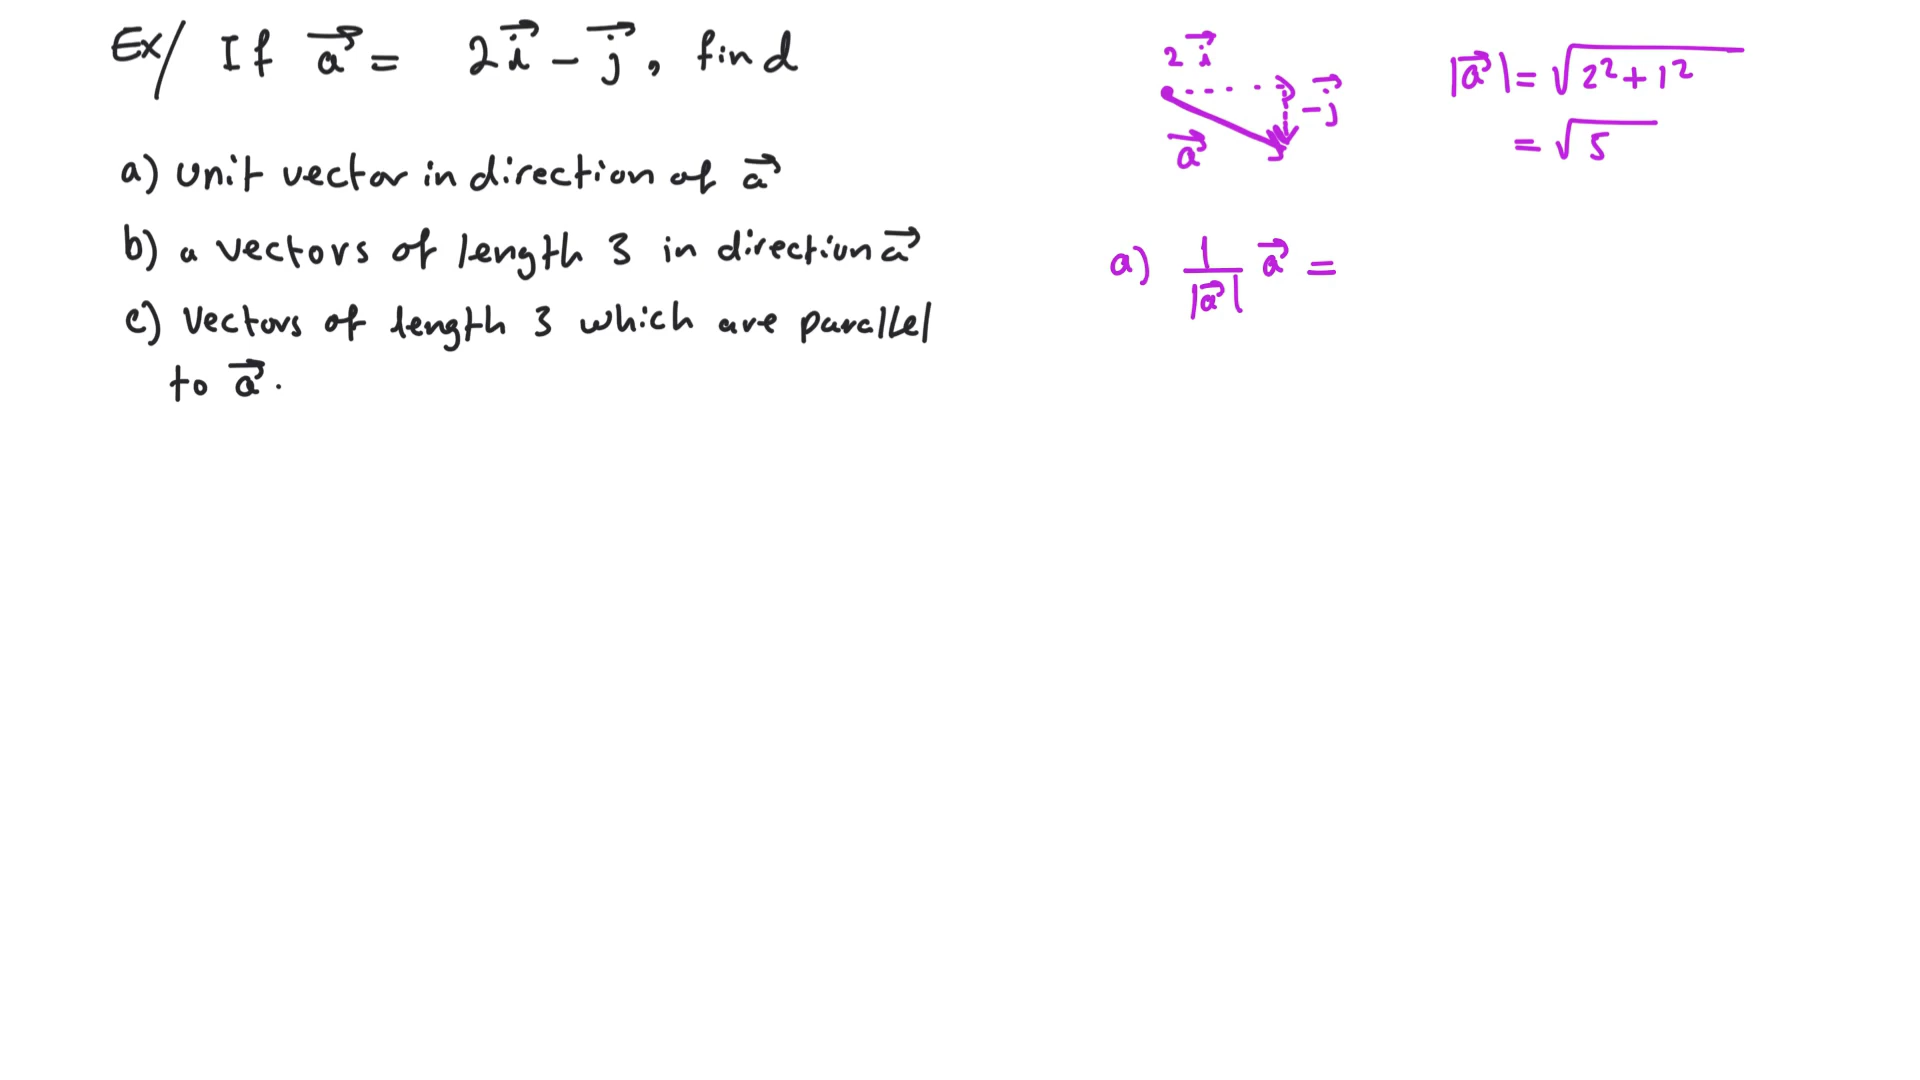 Ex/ If a⃗ = 2i⃗ - j⃗, find
a) unit vector in direction of a⃗
b) a vectors of length 3 in direction a⃗
c) Vectors of length 3 which are parallel
to a⃗.
2i⃗
-j⃗
a⃗
|a⃗| = √(2² + 1²)
= √5
a) 1/|a⃗| a⃗ =